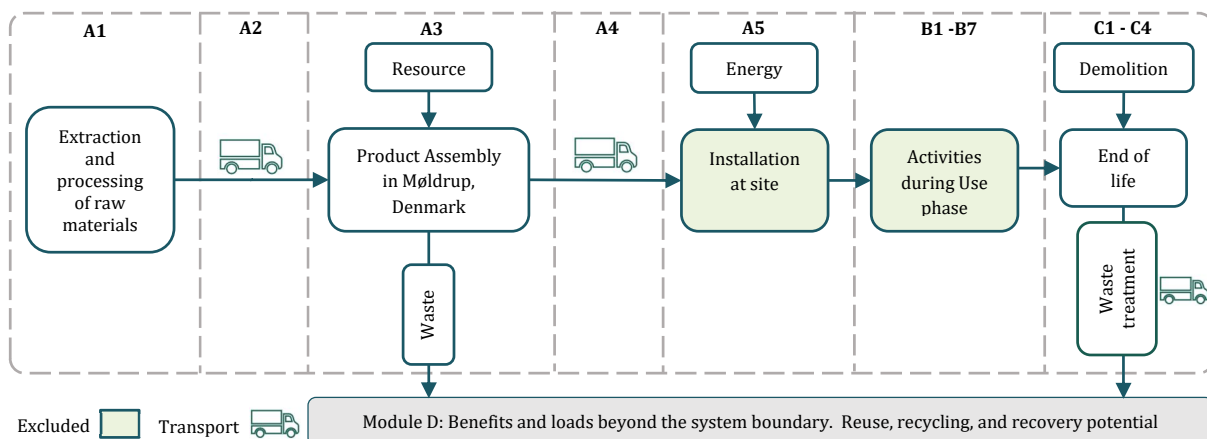 A1
A2
A3
A4
A5
B1 -B7
C1 - C4
Resource
Energy
Demolition
Extraction
and
processing
of raw
materials
Product Assembly
in Møldrup,
Denmark
Installation
at site
Activities
during Use
phase
End of
life
Waste
Waste
treatment
Excluded
Transport
Module D: Benefits and loads beyond the system boundary.  Reuse, recycling, and recovery potential